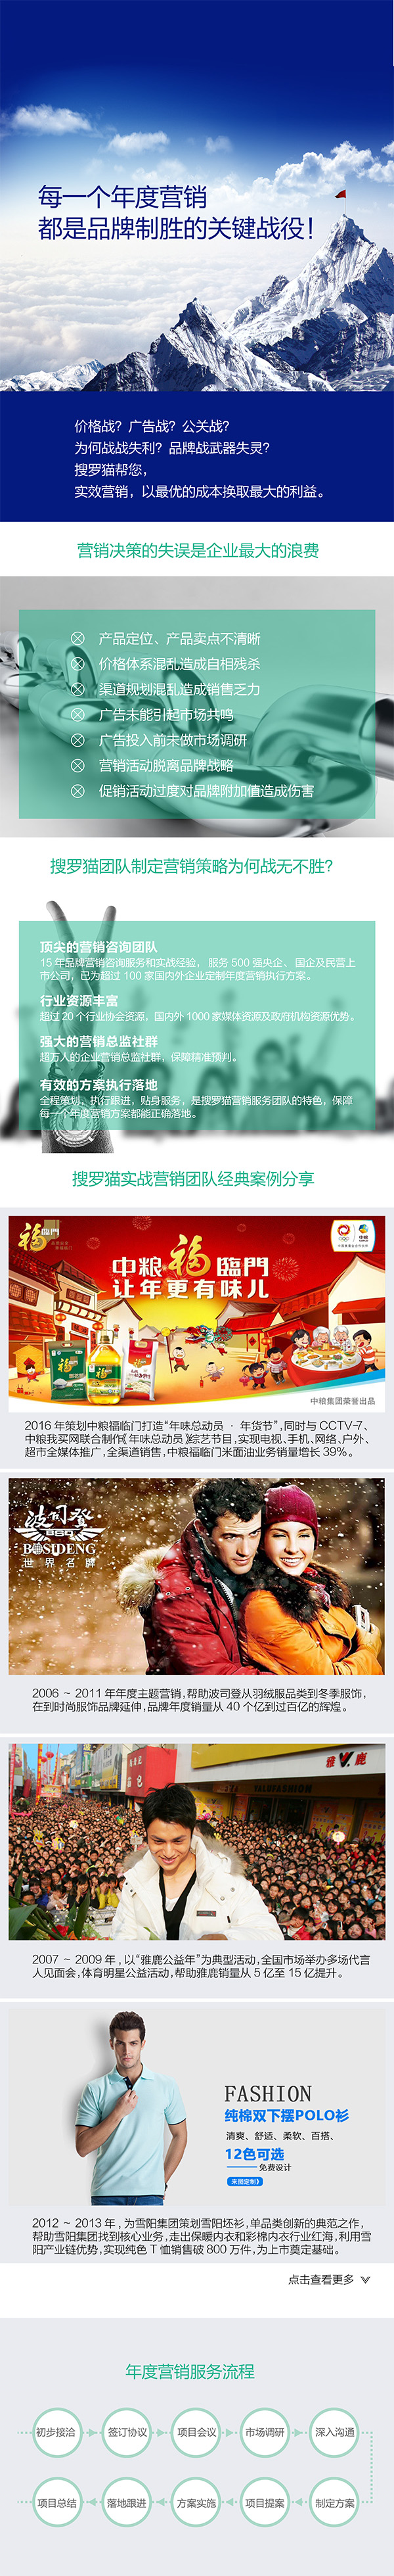 每一个年度营销
都是品牌制胜的关键战役！
价格战？广告战？公关战？
为何战战失利？品牌战武器失灵？
搜罗猫帮您，
实效营销，以最优的成本换取最大的利益。
营销决策的失误是企业最大的浪费
产品定位、产品卖点不清晰
价格体系混乱造成自相残杀
渠道规划混乱造成销售乏力
广告未能引起市场共鸣
广告投入前未做市场调研
营销活动脱离品牌战略
促销活动过度对品牌附加值造成伤害
搜罗猫团队制定营销策略为何战无不胜？
顶尖的营销咨询团队
15 年品牌营销咨询服务和实战经验，服务 500 强央企、国企及民营上
市公司，已为超过 100 家国内外企业定制年度营销执行方案。
行业资源丰富
超过 20 个行业协会资源，国内外 1000 家媒体资源及政府机构资源优势。
强大的营销总监社群
超万人的企业营销总监社群，保障精准预判。
有效的方案执行落地
全程策划、执行跟进，贴身服务，是搜罗猫营销服务团队的特色，保障
每一个年度营销方案都能正确落地。
搜罗猫实战营销团队经典案例分享
福临門
中粮福臨門
让年更有味儿
中粮集团荣誉出品
2016 年策划中粮福临门打造“年味总动员 · 年货节”，同时与 CCTV-7、
中粮我买网联合制作《年味总动员》综艺节目，实现电视、手机、网络、户外、
超市全媒体推广，全渠道销售，中粮福临门米面油业务销量增长 39%。
波司登
BOSIDENG
世界名牌
2006 ~ 2011 年年度主题营销，帮助波司登从羽绒服品类到冬季服饰，
在到时尚服饰品牌延伸，品牌年度销量从 40 个亿到过百亿的辉煌。
雅鹿
YALU FASHION
2007 ~ 2009 年，以“雅鹿公益年”为典型活动，全国市场举办多场代言
人见面会，体育明星公益活动，帮助雅鹿销量从 5 亿至 15 亿提升。
FASHION
纯棉双下摆POLO衫
清爽、舒适、柔软、百搭、
12色可选
免费设计
来图定制》
2012 ~ 2013 年，为雪阳集团策划雪阳坯衫，单品类创新的典范之作，
帮助雪阳集团找到核心业务，走出保暖内衣和彩棉内衣行业红海，利用雪
阳产业链优势，实现纯色 T 恤销售破 800 万件，为上市奠定基础。
点击查看更多
年度营销服务流程
初步接洽 签订协议 项目会议 市场调研 深入沟通
项目总结 落地跟进 方案实施 项目提案 制定方案